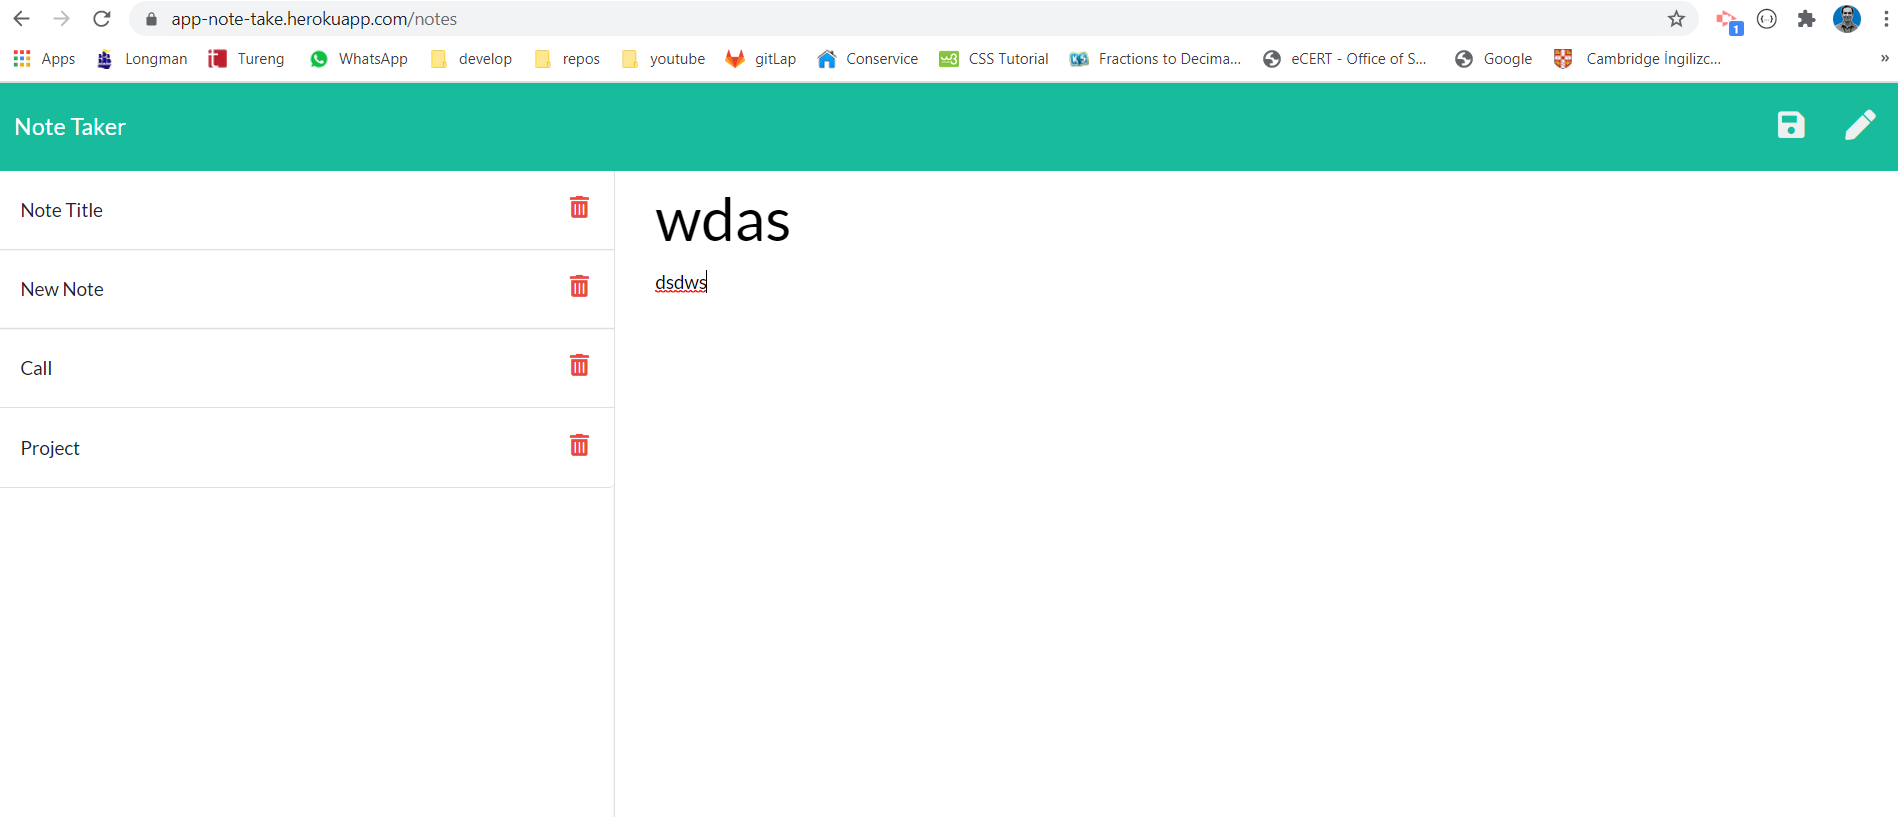 app-note-take.herokuapp.com/notes
1
Apps Longman Tureng WhatsApp develop repos youtube gitLap Conservice CSS Tutorial Fractions to Decima... eCERT - Office of S... Google Cambridge İngilizc... »
Note Taker
Note Title
New Note
Call
Project
wdas
dsdws